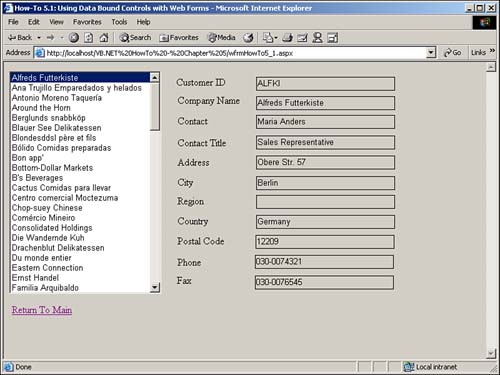 How-To 5.1: Using Data Bound Controls with Web Forms - Microsoft Internet Explorer
File Edit View Favorites Tools Help
Back Search Favorites Media
Address http://localhost/VB.NET%20HowTo%20-%20Chapter%205/wfrmHowTo5_1.aspx Go Links »
Alfreds Futterkiste
Ana Trujillo Emparedados y helados
Antonio Moreno Taquería
Around the Horn
Berglunds snabbköp
Blauer See Delikatessen
Blondesddsl père et fils
Bólido Comidas preparadas
Bon app'
Bottom-Dollar Markets
B's Beverages
Cactus Comidas para llevar
Centro comercial Moctezuma
Chop-suey Chinese
Comércio Mineiro
Consolidated Holdings
Die Wandernde Kuh
Drachenblut Delikatessen
Du monde entier
Eastern Connection
Ernst Handel
Familia Arquibaldo
Customer ID ALFKI
Company Name Alfreds Futterkiste
Contact Maria Anders
Contact Title Sales Representative
Address Obere Str. 57
City Berlin
Region
Country Germany
Postal Code 12209
Phone 030-0074321
Fax 030-0076545
Return To Main
Done Local intranet